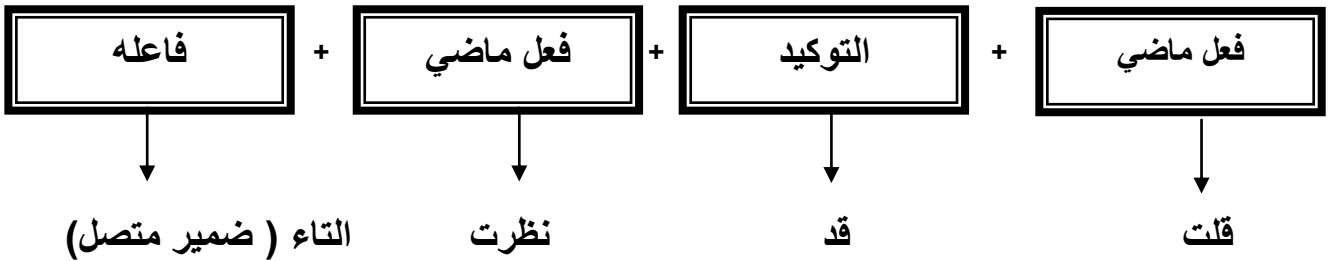 فعل ماضي + التوكيد + فعل ماضي + فاعله
قلت قد نظرت التاء ( ضمير متصل)